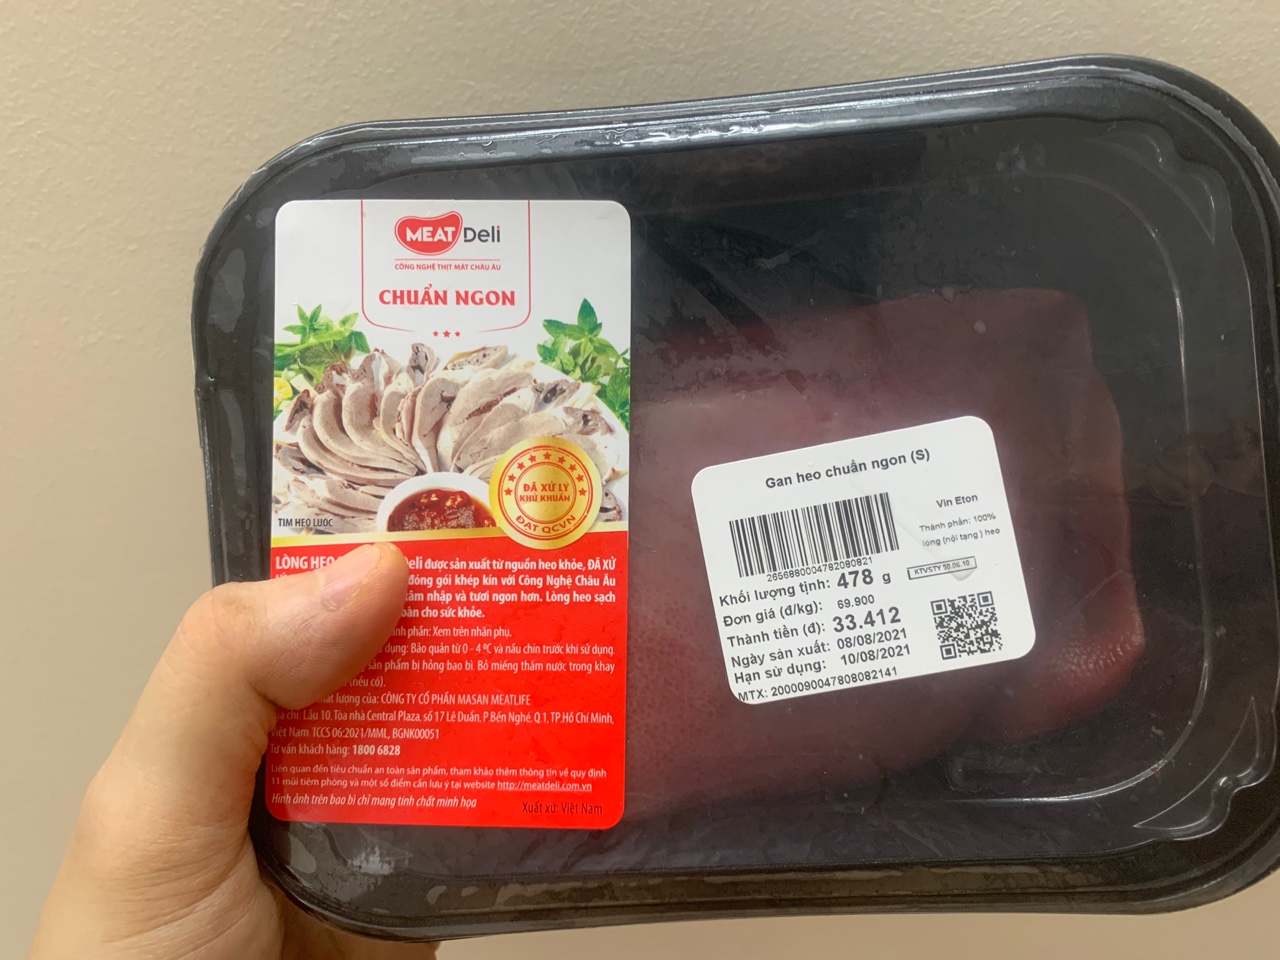 MEAT Deli
CÔNG NGHỆ THỊT MÁT CHÂU ÂU
CHUẨN NGON
ĐÃ XỬ LÝ
KHỬ KHUẨN
ĐẠT QCVN
TIM HEO LUỘC
LÒNG HEO eli được sản xuất từ nguồn heo khỏe, ĐÃ XỬ
đóng gói khép kín với Công Nghệ Châu Âu
âm nhập và tươi ngon hơn. Lòng heo sạch
oàn cho sức khỏe.
ành phần: Xem trên nhãn phụ.
dụng: Bảo quản từ 0 - 4 ºC và nấu chín trước khi sử dụng.
sản phẩm bị hỏng bao bì. Bỏ miếng thấm nước trong khay
(nếu có).
hất lượng của: CÔNG TY CỔ PHẦN MASAN MEATLIFE
Địa chỉ: Lầu 10, Tòa nhà Central Plaza, số 17 Lê Duẩn, P.Bến Nghé, Q 1, TP.Hồ Chí Minh,
Việt Nam. TCCS 06:2021/MML, BGNK00051
Tư vấn khách hàng: 1800 6828
Liên quan đến tiêu chuẩn an toàn sản phẩm, tham khảo thêm thông tin về quy định
11 mũi tiêm phòng và một số điểm cần lưu ý tại website http://meatdeli.com.vn
Hình ảnh trên bao bì chỉ mang tính chất minh họa
Xuất xứ: Việt Nam
Gan heo chuẩn ngon (S)
Vin Eton
Thành phần: 100%
lòng (nội tạng ) heo
2656880004782080821
KTVSTY 50.06.10
Khối lượng tịnh: 478 g
Đơn giá (đ/kg): 69.900
Thành tiền (đ): 33.412
Ngày sản xuất: 08/08/2021
Hạn sử dụng: 10/08/2021
MTX: 2000090047808082141